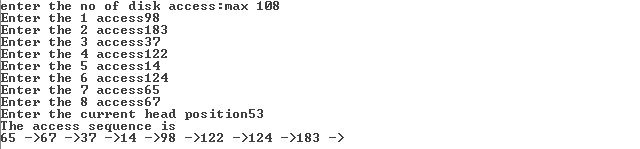 enter the no of disk access:max 108
Enter the 1 access98
Enter the 2 access183
Enter the 3 access37
Enter the 4 access122
Enter the 5 access14
Enter the 6 access124
Enter the 7 access65
Enter the 8 access67
Enter the current head position53
The access sequence is
65 ->67 ->37 ->14 ->98 ->122 ->124 ->183 ->